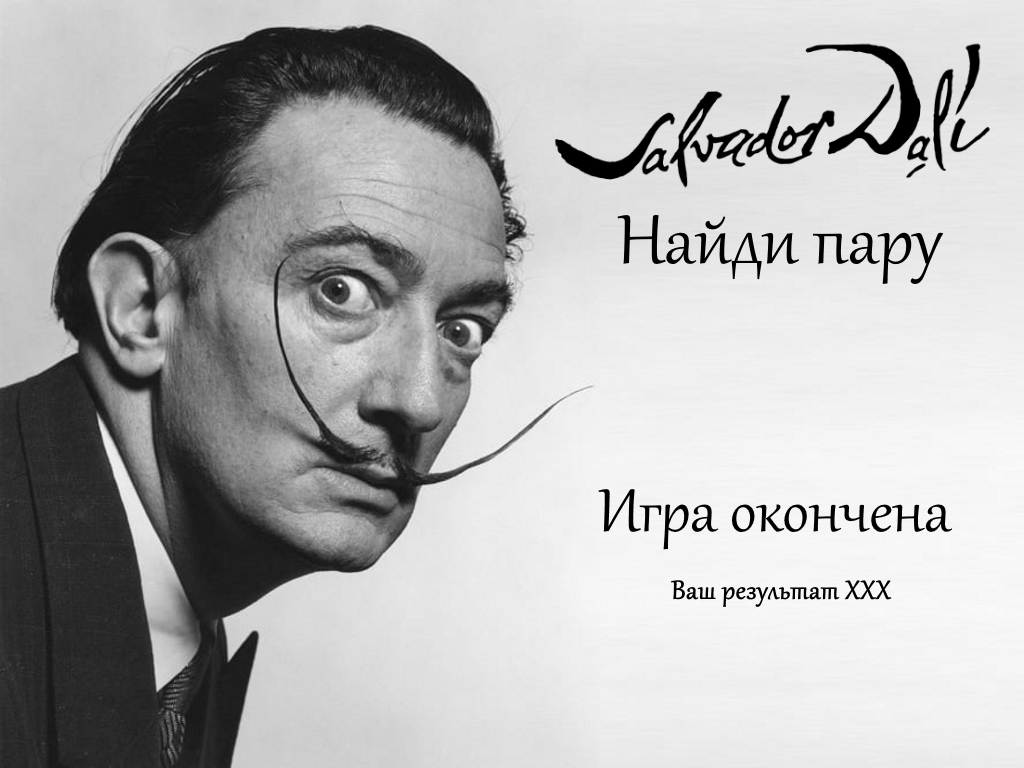 Salvador Dalí
Найди пару
Игра окончена
Ваш результат XXX